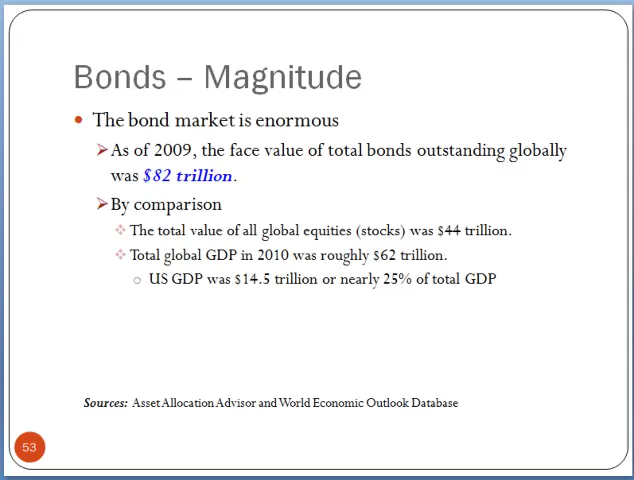 Bonds – Magnitude
The bond market is enormous
As of 2009, the face value of total bonds outstanding globally
was $82 trillion.
By comparison
The total value of all global equities (stocks) was $44 trillion.
Total global GDP in 2010 was roughly $62 trillion.
US GDP was $14.5 trillion or nearly 25% of total GDP
Sources: Asset Allocation Advisor and World Economic Outlook Database
53